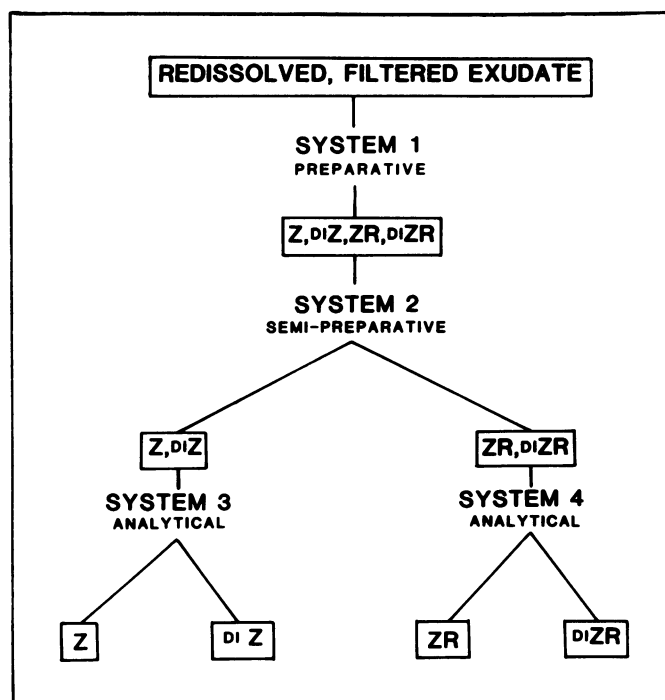 REDISSOLVED, FILTERED EXUDATE
SYSTEM 1
PREPARATIVE
Z,DIZ,ZR,DIZR
SYSTEM 2
SEMI-PREPARATIVE
Z,DIZ
ZR,DIZR
SYSTEM 3
ANALYTICAL
SYSTEM 4
ANALYTICAL
Z
DI Z
ZR
DIZR